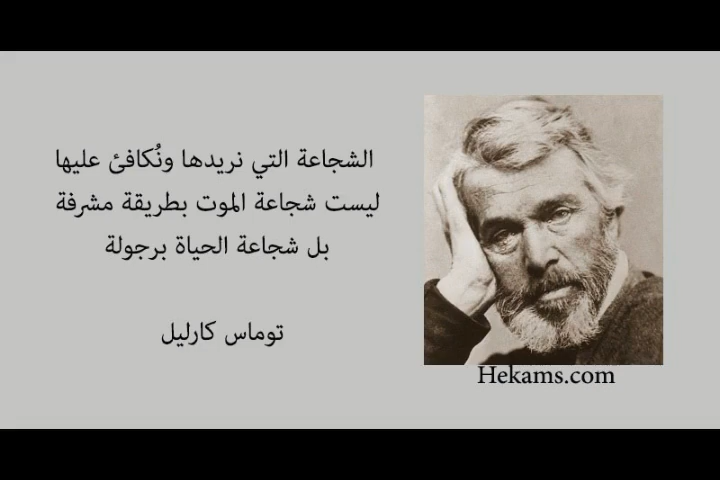 الشجاعة التي نريدها ونُكافئ عليها
ليست شجاعة الموت بطريقة مشرفة
بل شجاعة الحياة برجولة
توماس كارليل
Hekams.com